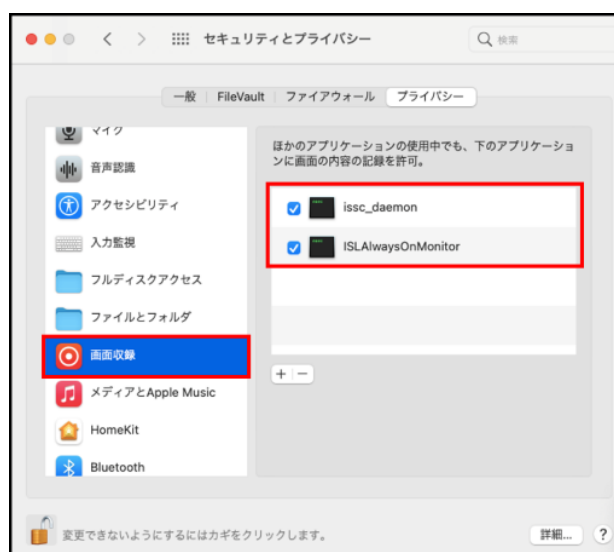 セキュリティとプライバシー
検索
一般 FileVault ファイアウォール プライバシー
マイク
音声認識
アクセシビリティ
入力監視
フルディスクアクセス
ファイルとフォルダ
画面収録
メディアとApple Music
HomeKit
Bluetooth
ほかのアプリケーションの使用中でも、下のアプリケーショ
ンに画面の内容の記録を許可。
issc_daemon
ISLAlwaysOnMonitor
+ −
変更できないようにするにはカギをクリックします。
詳細... ?